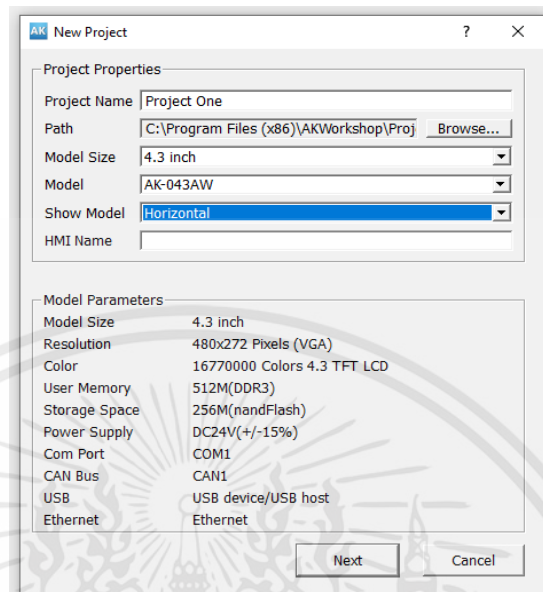 AK New Project ? ×
Project Properties
Project Name Project One
Path C:\Program Files (x86)\AKWorkshop\Proj Browse...
Model Size 4.3 inch
Model AK-043AW
Show Model Horizontal
HMI Name
Model Parameters
Model Size 4.3 inch
Resolution 480x272 Pixels (VGA)
Color 16770000 Colors 4.3 TFT LCD
User Memory 512M(DDR3)
Storage Space 256M(nandFlash)
Power Supply DC24V(+/-15%)
Com Port COM1
CAN Bus CAN1
USB USB device/USB host
Ethernet Ethernet
Next Cancel